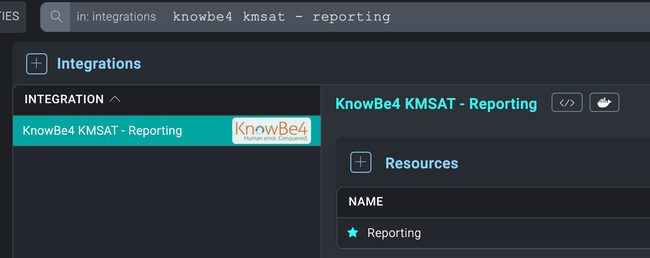 TIES
in: integrations knowbe4 kmsat - reporting
Integrations
INTEGRATION
KnowBe4 KMSAT - Reporting
KnowBe4
Human error. Conquered.
KnowBe4 KMSAT - Reporting
</>
Resources
NAME
Reporting